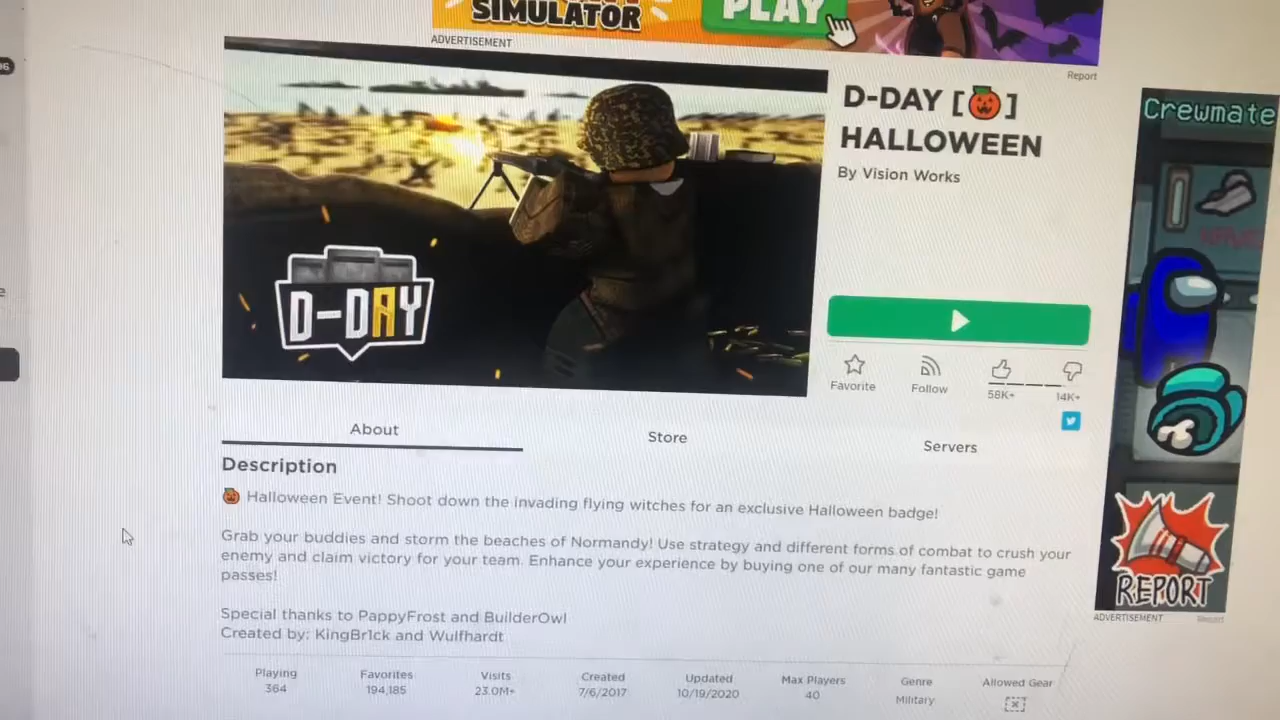 SIMULATOR
PLAY
ADVERTISEMENT
Report
D-DAY [🎃]
HALLOWEEN
By Vision Works
Crewmate
D-DAY
Favorite
Follow
58K+
14K+
About
Store
Servers
Description
🎃 Halloween Event! Shoot down the invading flying witches for an exclusive Halloween badge!
Grab your buddies and storm the beaches of Normandy! Use strategy and different forms of combat to crush your
enemy and claim victory for your team. Enhance your experience by buying one of our many fantastic game
passes!
Special thanks to PappyFrost and BuilderOwl
Created by: KingBr1ck and Wulfhardt
REPORT
ADVERTISEMENT
Report
Playing
364
Favorites
194,185
Visits
23.0M+
Created
7/6/2017
Updated
10/19/2020
Max Players
40
Genre
Military
Allowed Gear